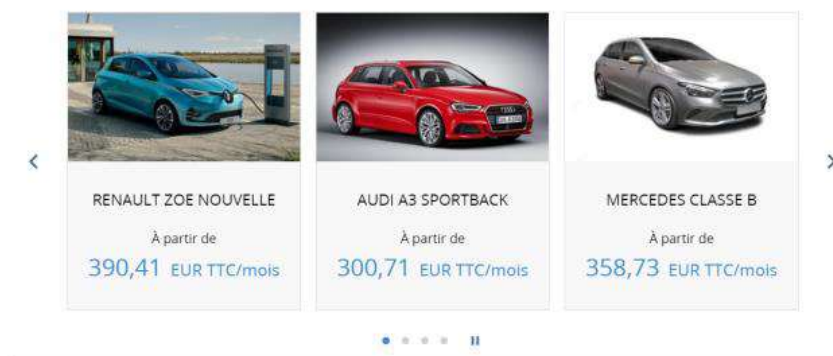 RENAULT ZOE NOUVELLE
À partir de
390,41 EUR TTC/mois
AUDI A3 SPORTBACK
À partir de
300,71 EUR TTC/mois
MERCEDES CLASSE B
À partir de
358,73 EUR TTC/mois